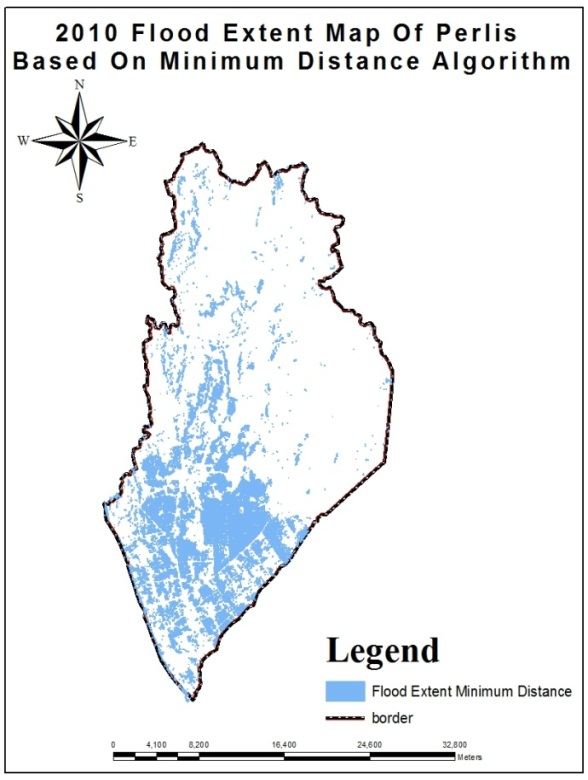 2010 Flood Extent Map Of Perlis
Based On Minimum Distance Algorithm
N
W E
S
Legend
Flood Extent Minimum Distance
border
0 4,100 8,200 16,400 24,600 32,800
Meters